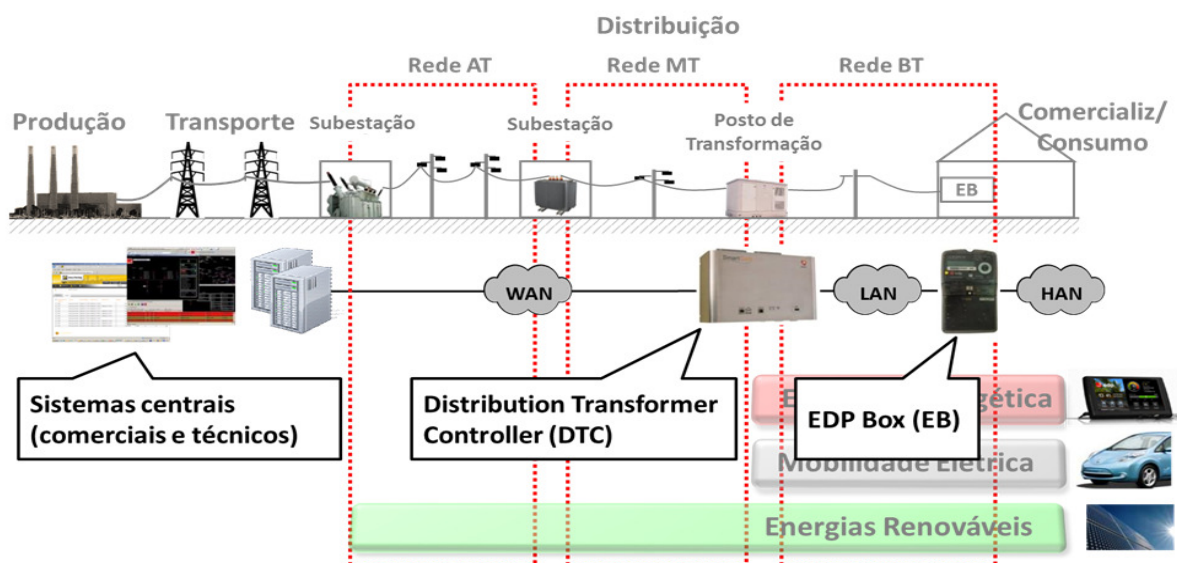 Distribuição
Rede AT
Rede MT
Rede BT
Produção
Transporte
Subestação
Subestação
Posto de
Transformação
Comercializ/
Consumo
EB
WAN
LAN
HAN
Sistemas centrais
(comerciais e técnicos)
Distribution Transformer
Controller (DTC)
EDP Box (EB)
Mobilidade Elétrica
Energias Renováveis